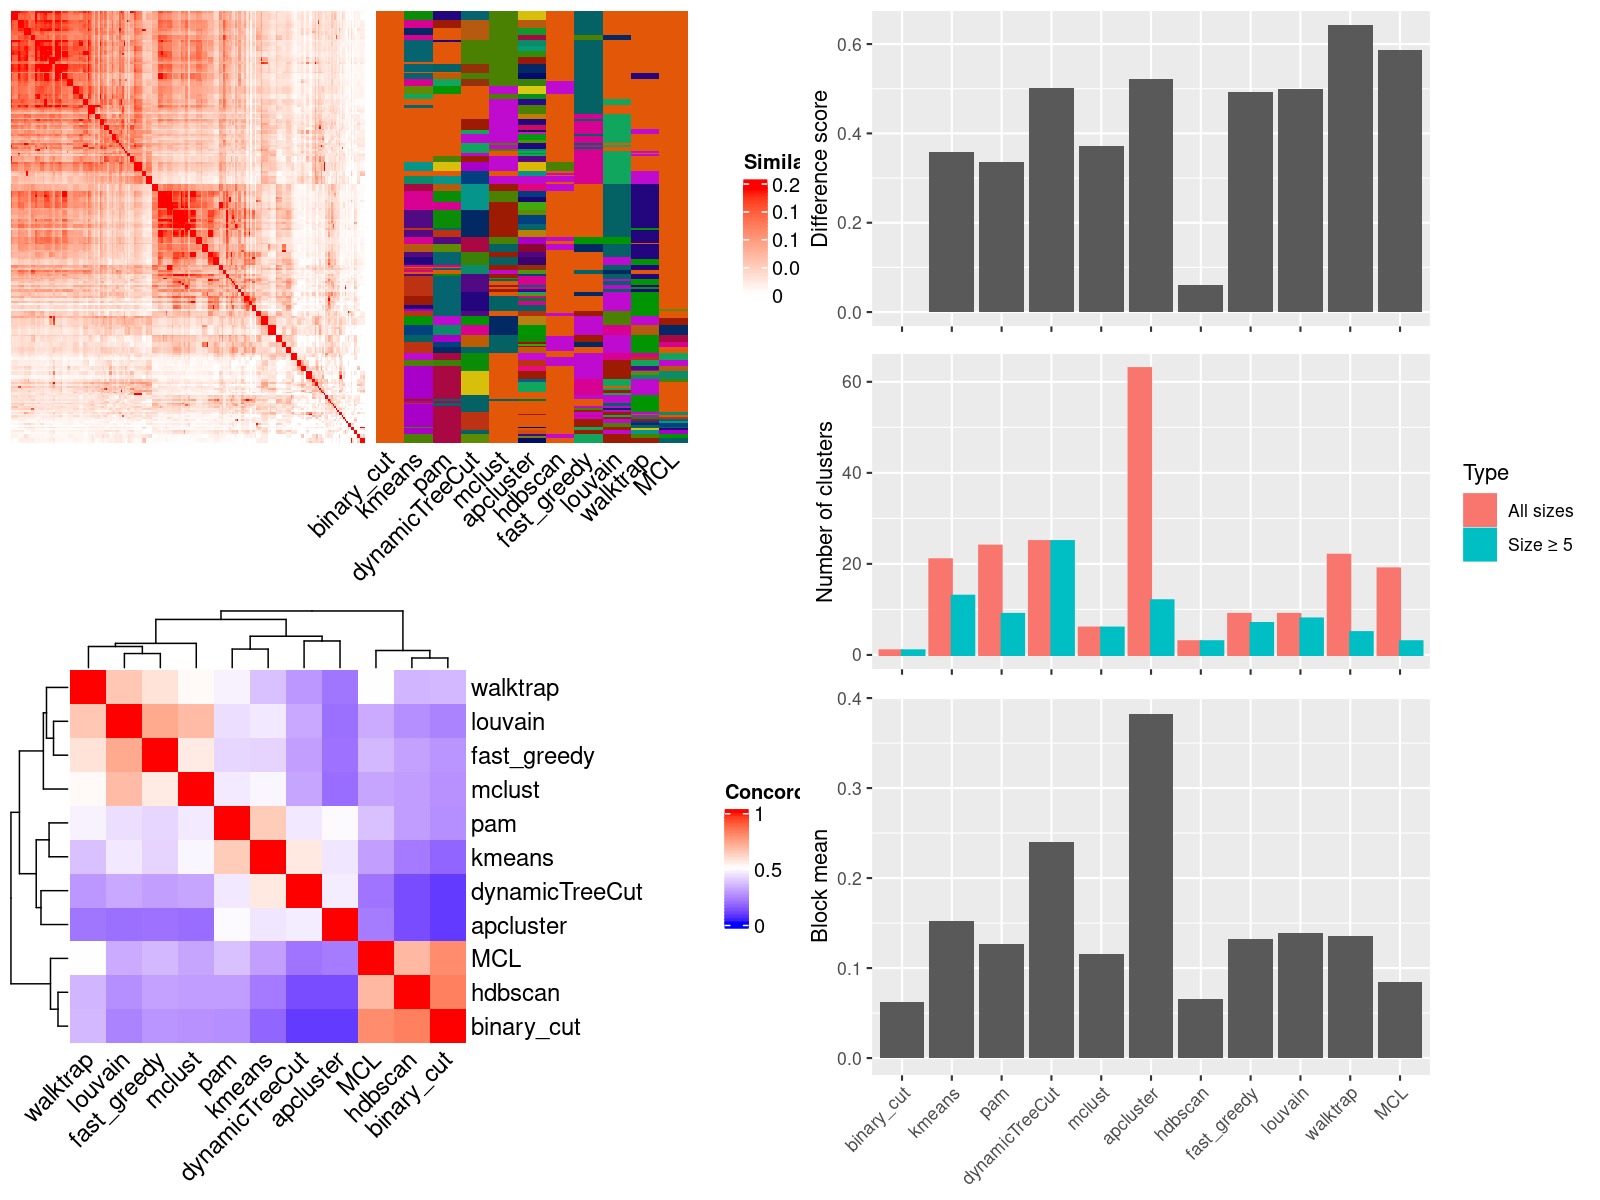 Simila
0.2
0.1
0.1
0.0
0
binary_cut
kmeans
pam
dynamicTreeCut
mclust
apcluster
hdbscan
fast_greedy
louvain
walktrap
MCL
walktrap
louvain
fast_greedy
mclust
pam
kmeans
dynamicTreeCut
apcluster
MCL
hdbscan
binary_cut
walktrap
louvain
fast_greedy
mclust
pam
kmeans
dynamicTreeCut
apcluster
MCL
hdbscan
binary_cut
Concord
1
0.5
0
Difference score
0.6
0.4
0.2
0.0
Number of clusters
60
40
20
0
Type
All sizes
Size ≥ 5
Block mean
0.4
0.3
0.2
0.1
0.0
binary_cut
kmeans
pam
dynamicTreeCut
mclust
apcluster
hdbscan
fast_greedy
louvain
walktrap
MCL